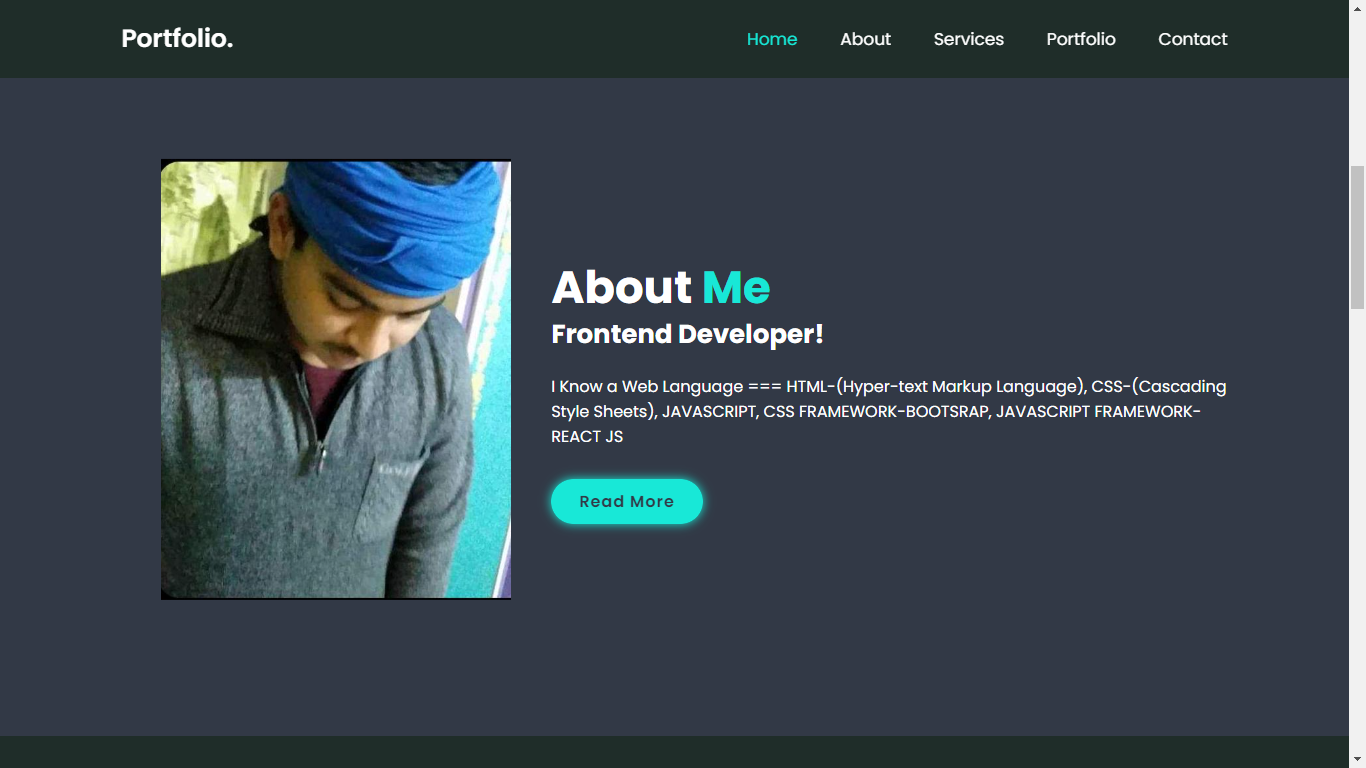 Portfolio.
Home About Services Portfolio Contact
About Me
Frontend Developer!
I Know a Web Language === HTML-(Hyper-text Markup Language), CSS-(Cascading
Style Sheets), JAVASCRIPT, CSS FRAMEWORK-BOOTSRAP, JAVASCRIPT FRAMEWORK-
REACT JS
Read More